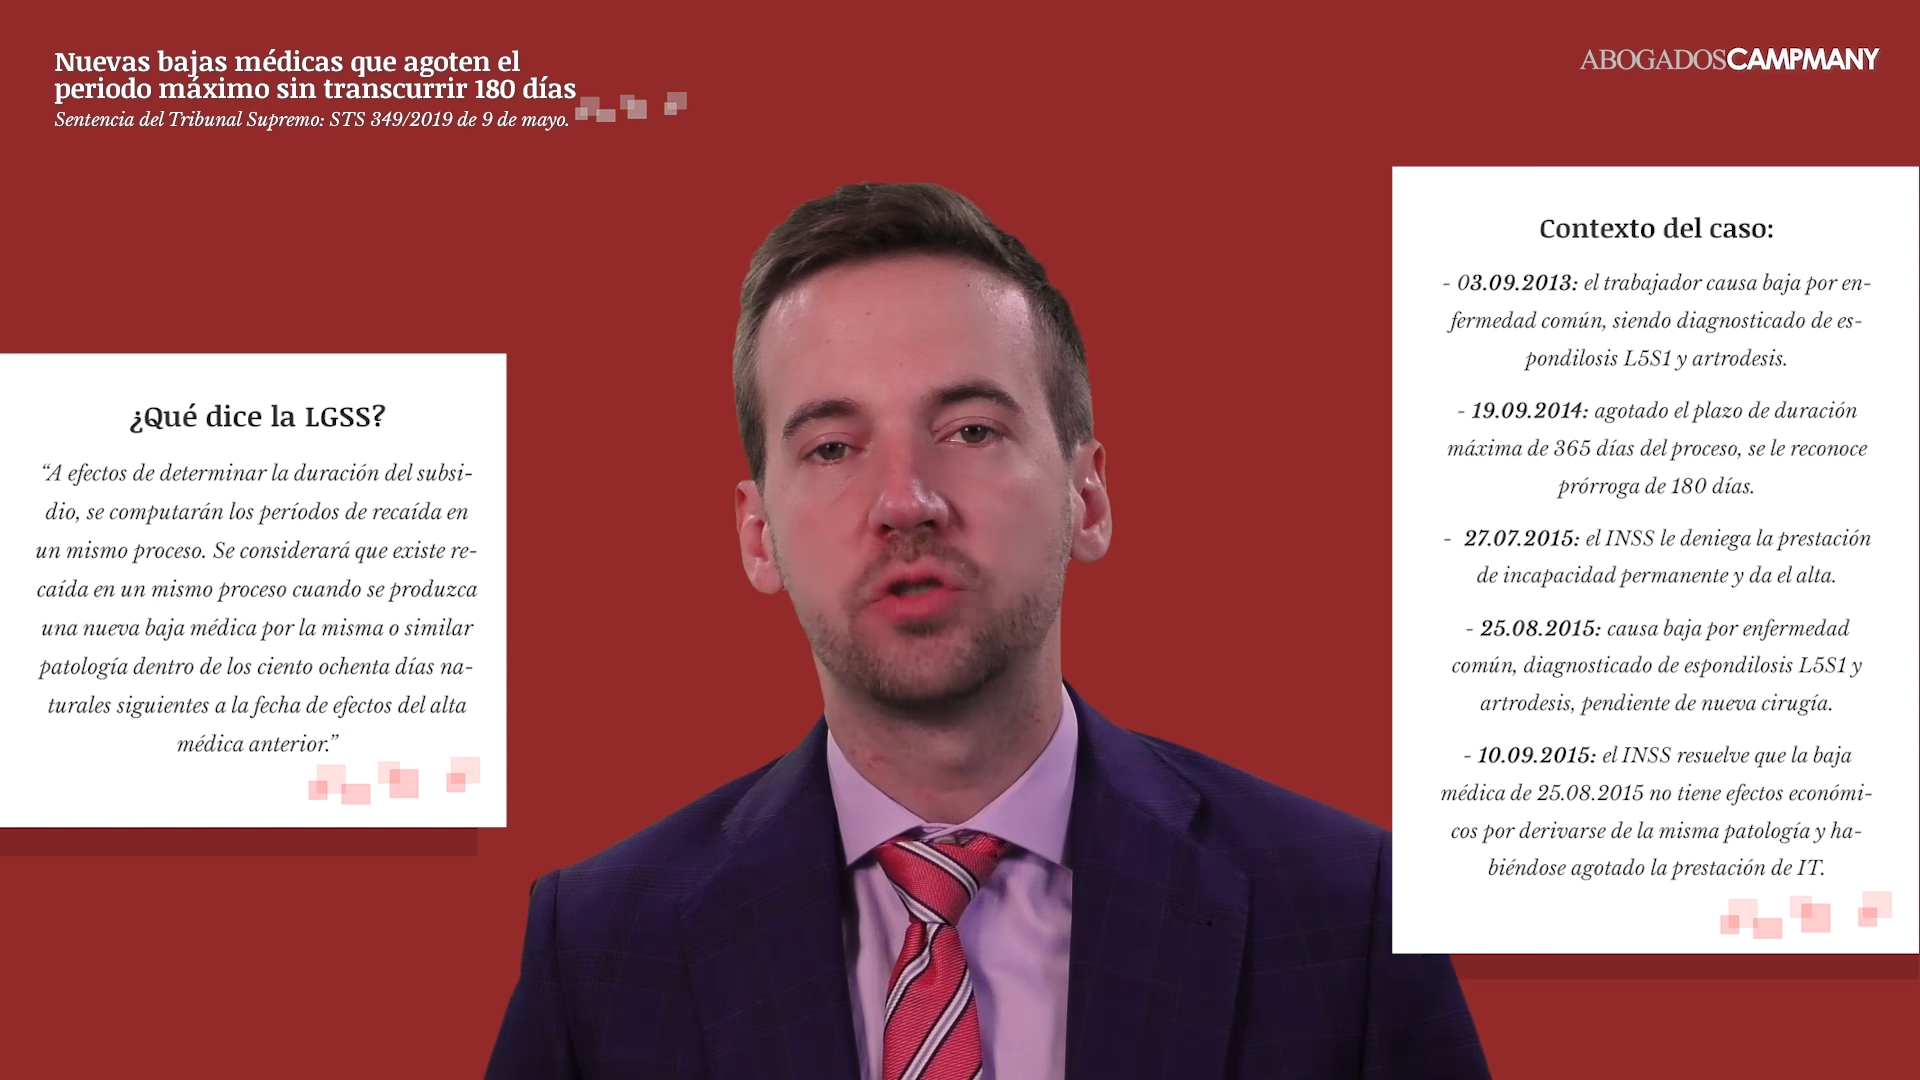 Nuevas bajas médicas que agoten el
periodo máximo sin transcurrir 180 días
Sentencia del Tribunal Supremo: STS 349/2019 de 9 de mayo.
ABOGADOSCAMPMANY
¿Qué dice la LGSS?
“A efectos de determinar la duración del subsi-
dio, se computarán los períodos de recaída en
un mismo proceso. Se considerará que existe re-
caída en un mismo proceso cuando se produzca
una nueva baja médica por la misma o similar
patología dentro de los ciento ochenta días na-
turales siguientes a la fecha de efectos del alta
médica anterior.”
Contexto del caso:
- 03.09.2013: el trabajador causa baja por en-
fermedad común, siendo diagnosticado de es-
pondilosis L5S1 y artrodesis.
- 19.09.2014: agotado el plazo de duración
máxima de 365 días del proceso, se le reconoce
prórroga de 180 días.
- 27.07.2015: el INSS le deniega la prestación
de incapacidad permanente y da el alta.
- 25.08.2015: causa baja por enfermedad
común, diagnosticado de espondilosis L5S1 y
artrodesis, pendiente de nueva cirugía.
- 10.09.2015: el INSS resuelve que la baja
médica de 25.08.2015 no tiene efectos económi-
cos por derivarse de la misma patología y ha-
biéndose agotado la prestación de IT.